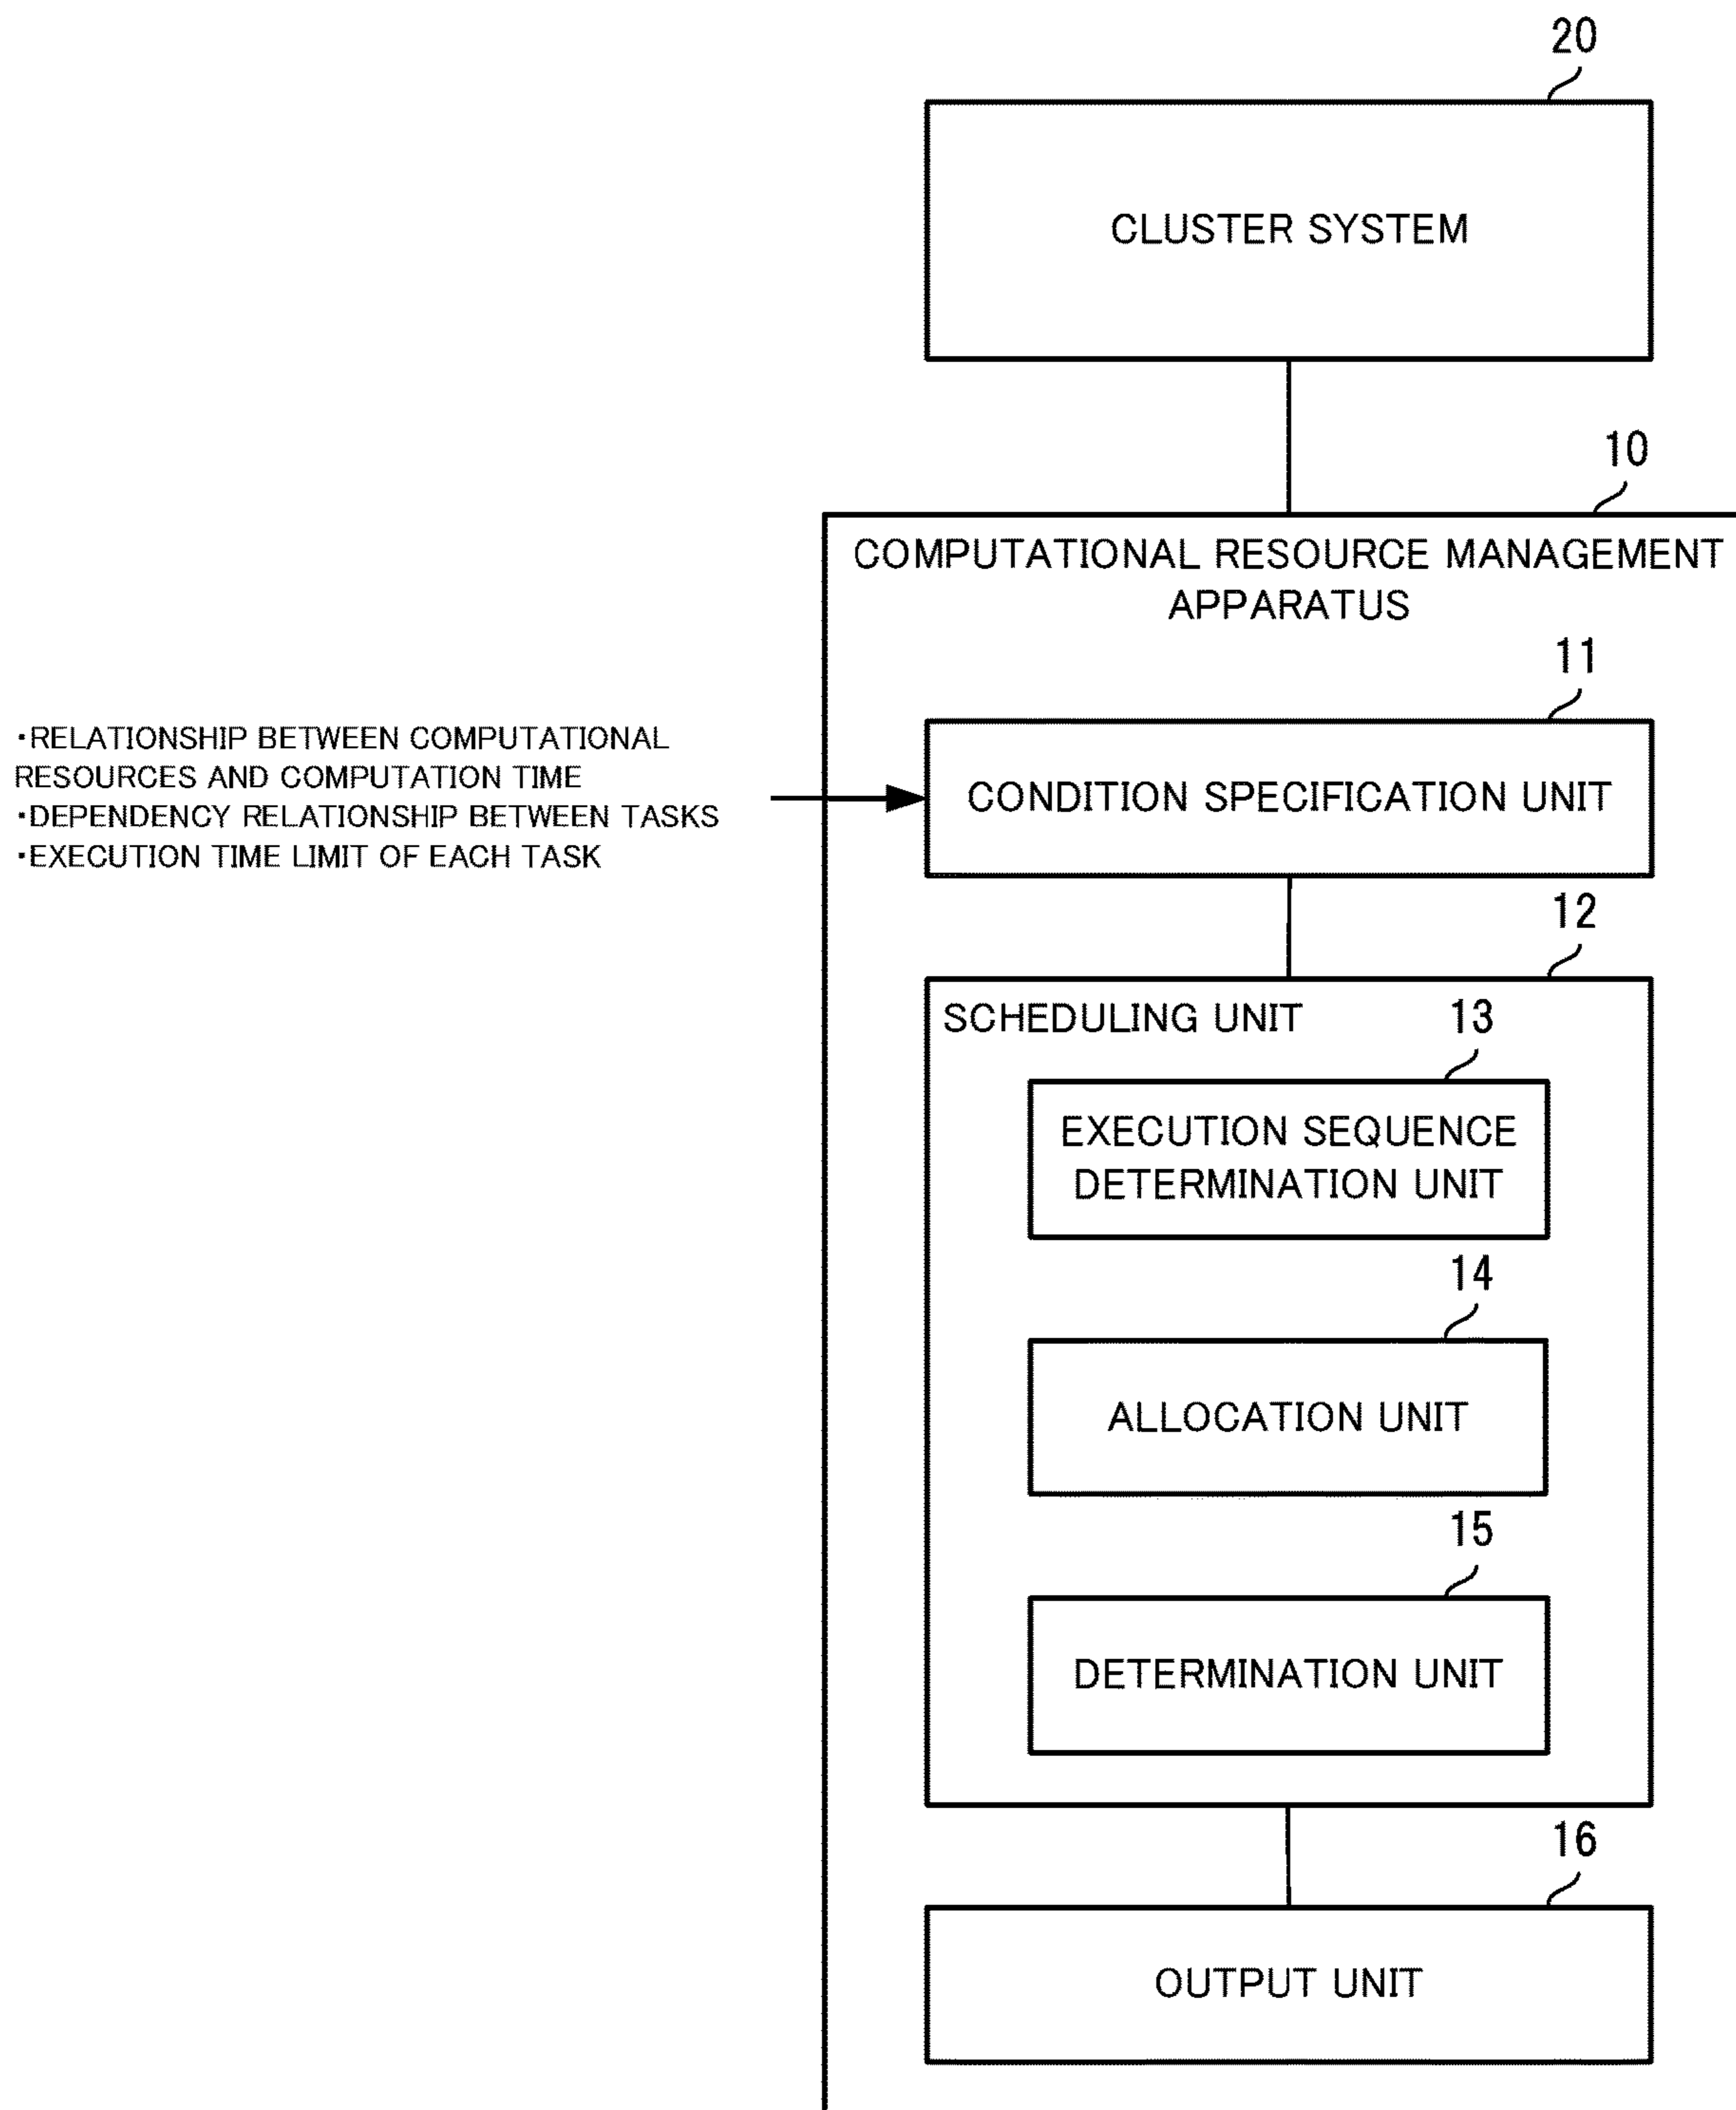 20
CLUSTER SYSTEM
10
COMPUTATIONAL RESOURCE MANAGEMENT
APPARATUS
11
・RELATIONSHIP BETWEEN COMPUTATIONAL
RESOURCES AND COMPUTATION TIME
・DEPENDENCY RELATIONSHIP BETWEEN TASKS
・EXECUTION TIME LIMIT OF EACH TASK
CONDITION SPECIFICATION UNIT
12
SCHEDULING UNIT
13
EXECUTION SEQUENCE
DETERMINATION UNIT
14
ALLOCATION UNIT
15
DETERMINATION UNIT
16
OUTPUT UNIT